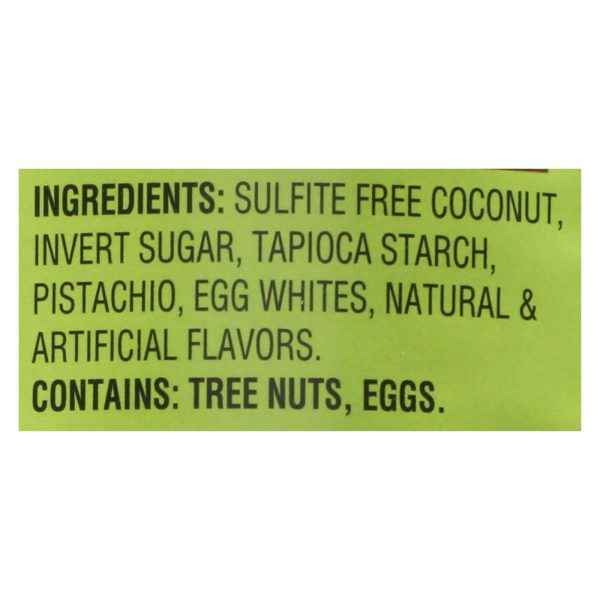 INGREDIENTS: SULFITE FREE COCONUT,
INVERT SUGAR, TAPIOCA STARCH,
PISTACHIO, EGG WHITES, NATURAL &
ARTIFICIAL FLAVORS.
CONTAINS: TREE NUTS, EGGS.